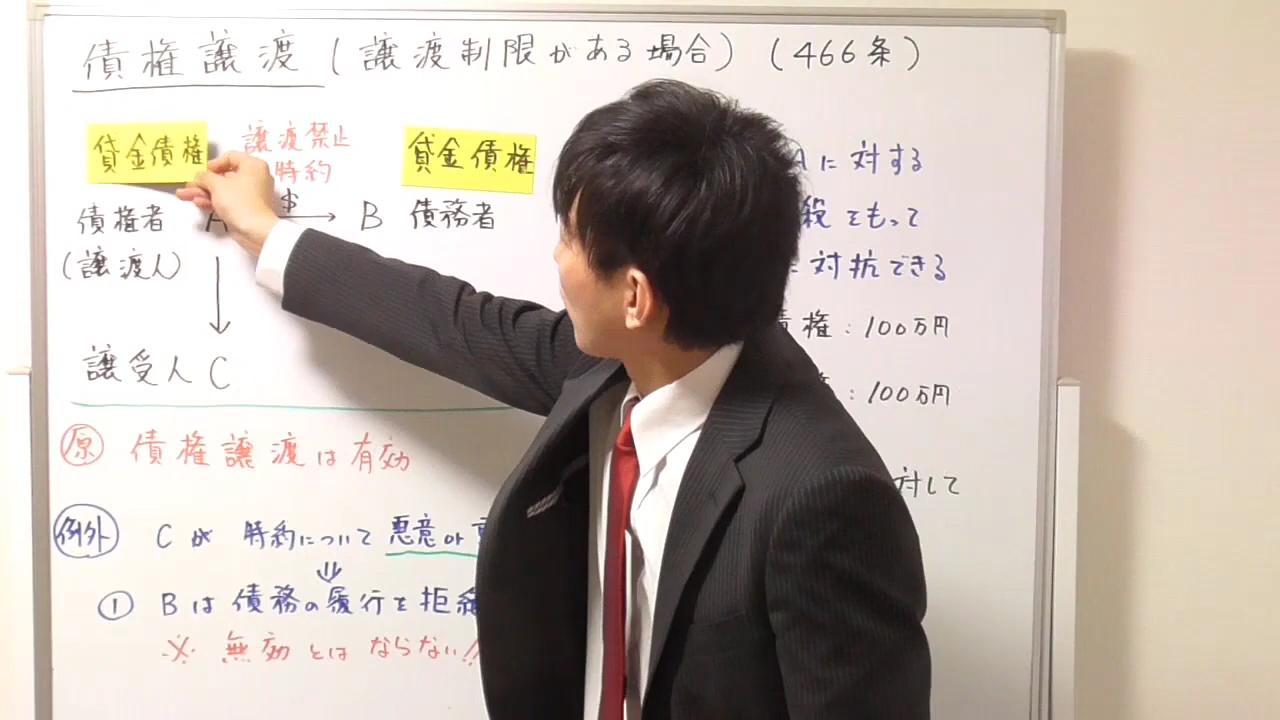 債権譲渡(譲渡制限がある場合)(466条)
貸金債権
譲渡禁止
特約
貸金債権
債権者 A $ B 債務者
(譲渡人)
譲受人 C
原 債権譲渡は有効
例外 Cが 特約について 悪意or
⇓
① Bは債務の履行を拒
※ 無効とはならない!!
Aに対する
をもって
対抗できる
権:100万円
:100万円
対して